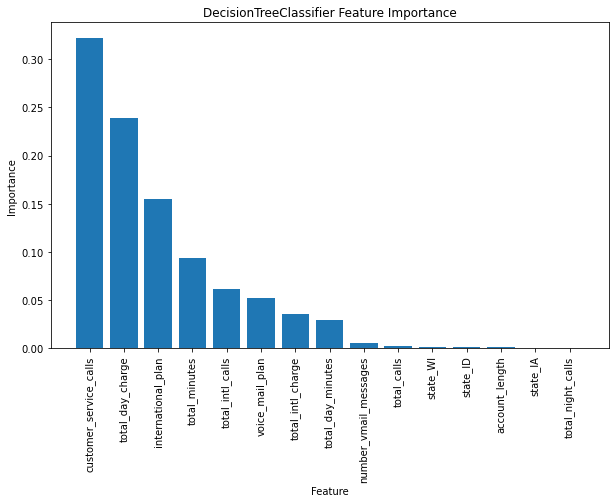 DecisionTreeClassifier Feature Importance
Importance
0.30
0.25
0.20
0.15
0.10
0.05
0.00
customer_service_calls
total_day_charge
international_plan
total_minutes
total_intl_calls
voice_mail_plan
total_intl_charge
total_day_minutes
number_vmail_messages
total_calls
state_WI
state_ID
account_length
state_IA
total_night_calls
Feature